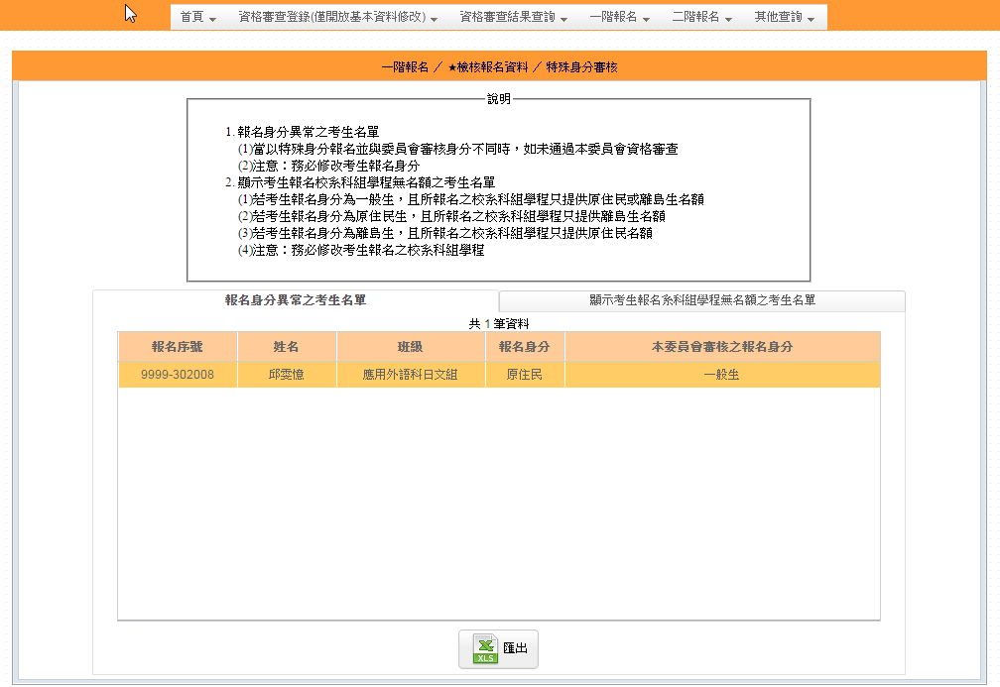 首頁 資格審查登錄(僅開放基本資料修改) 資格審查結果查詢 一階報名 二階報名 其他查詢
一階報名 ／ ★檢核報名資料 ／ 特殊身分審核
說明
1. 報名身分異常之考生名單
(1)當以特殊身分報名並與委員會審核身分不同時，如未通過本委員會資格審查
(2)注意：務必修改考生報名身分
2. 顯示考生報名校系科組學程無名額之考生名單
(1)若考生報名身分為一般生，且所報名之校系科組學程只提供原住民或離島生名額
(2)若考生報名身分為原住民生，且所報名之校系科組學程只提供離島生名額
(3)若考生報名身分為離島生，且所報名之校系科組學程只提供原住民名額
(4)注意：務必修改考生報名之校系科組學程
報名身分異常之考生名單 顯示考生報名系科組學程無名額之考生名單
共 1 筆資料
報名序號 姓名 班級 報名身分 本委員會審核之報名身分
9999-302008 邱雯憶 應用外語科日文組 原住民 一般生
XLS 匯出